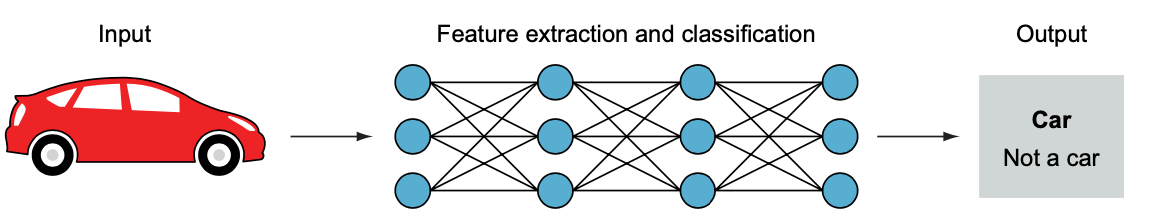 Input
Feature extraction and classification
Output
Car
Not a car